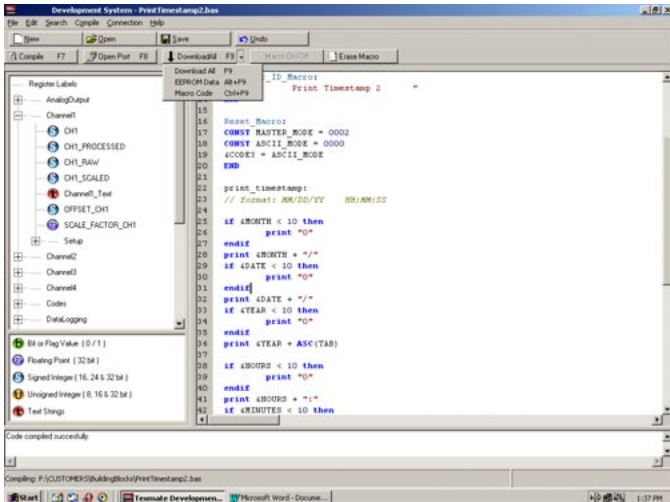 Development System - PrintTimestamp2.bas
File Edit Search Compile Connection Help
New Open Save Undo
Compile F7 Open Port F8 DownloadAll F9 Macro On/Off Erase Macro
Download All F9
EEPROM Data Alt+F9
Macro Code Ctrl+F9
Register Labels
AnalogOutput
Channel1
CH1
CH1_PROCESSED
CH1_RAW
CH1_SCALED
Channel1_Text
OFFSET_CH1
SCALE_FACTOR_CH1
Setup
Channel2
Channel3
Channel4
Codes
DataLogging
Bit or Flag Value ( 0 / 1 )
Floating Point ( 32 bit )
Signed Integer ( 16, 24 & 32 bit )
Unsigned Integer ( 8, 16 & 32 bit )
Text Strings
_ID_Macro:
Print Timestamp 2 "
15
16 Reset_Macro:
17 CONST MASTER_MODE = 0002
18 CONST ASCII_MODE = 0000
19 &CODE3 = ASCII_MODE
20 END
21
22 print_timestamp:
23 // format: MM/DD/YY HH:MM:SS
24
25 if &MONTH < 10 then
26 print "0"
27 endif
28 print &MONTH + "/"
29 if &DATE < 10 then
30 print "0"
31 endif
32 print &DATE + "/"
33 if &YEAR < 10 then
34 print "0"
35 endif
36 print &YEAR + ASC(TAB)
37
38 if &HOURS < 10 then
39 print "0"
40 endif
41 print &HOURS + ":"
42 if &MINUTES < 10 then
Code compiled succesfully.
Compiling: P:\CUSTOMERS\BuildingBlocks\PrintTimestamp2.bas
Start Texmate Developmen... Microsoft Word - Docume... 1:37 PM